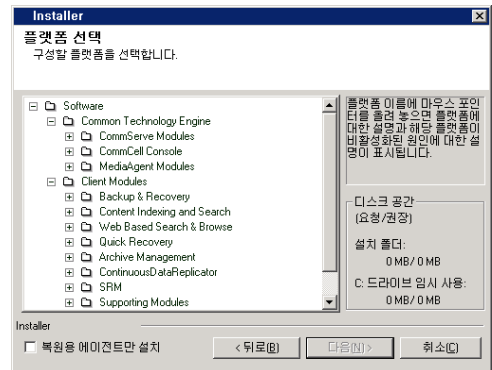 Installer
플랫폼 선택
구성할 플랫폼을 선택합니다.
Software
Common Technology Engine
CommServe Modules
CommCell Console
MediaAgent Modules
Client Modules
Backup & Recovery
Content Indexing and Search
Web Based Search & Browse
Quick Recovery
Archive Management
ContinuousDataReplicator
SRM
Supporting Modules
플랫폼 이름에 마우스 포인
터를 올려 놓으면 플랫폼에
대한 설명과 해당 플랫폼이
비활성화된 원인에 대한 설
명이 표시됩니다.
디스크 공간
(요청/권장)
설치 폴더:
0 MB/ 0 MB
C: 드라이브 임시 사용:
0 MB/ 0 MB
Installer
복원용 에이전트만 설치
< 뒤로(B)
다음(N) >
취소(C)